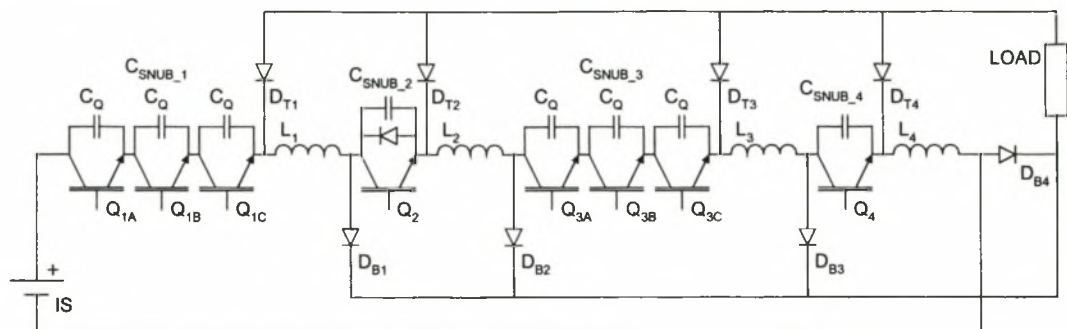 LOAD
C_SNUB_1
C_SNUB_2
C_SNUB_3
C_SNUB_4
C_Q C_Q C_Q
C_Q C_Q C_Q
D_T1
D_T2
D_T3
D_T4
L_1
L_2
L_3
L_4
D_B4
Q_1A Q_1B Q_1C
Q_2
Q_3A Q_3B Q_3C
Q_4
D_B1
D_B2
D_B3
+
IS